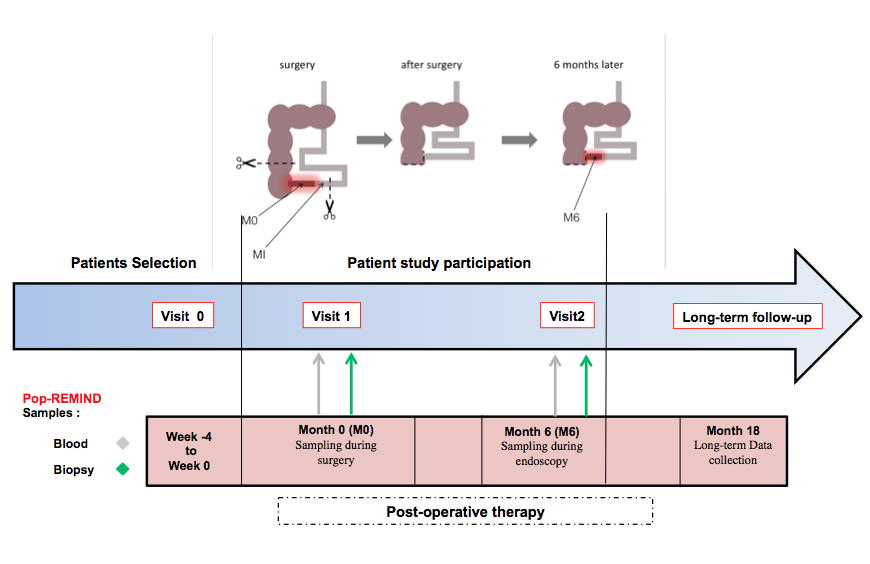 surgery
after surgery
6 months later
M0
MI
M6
Patients Selection
Patient study participation
Visit 0
Visit 1
Visit2
Long-term follow-up
Pop-REMIND
Samples :
Blood
Biopsy
Week -4
to
Week 0
Month 0 (M0)
Sampling during
surgery
Month 6 (M6)
Sampling during
endoscopy
Month 18
Long-term Data
collection
Post-operative therapy